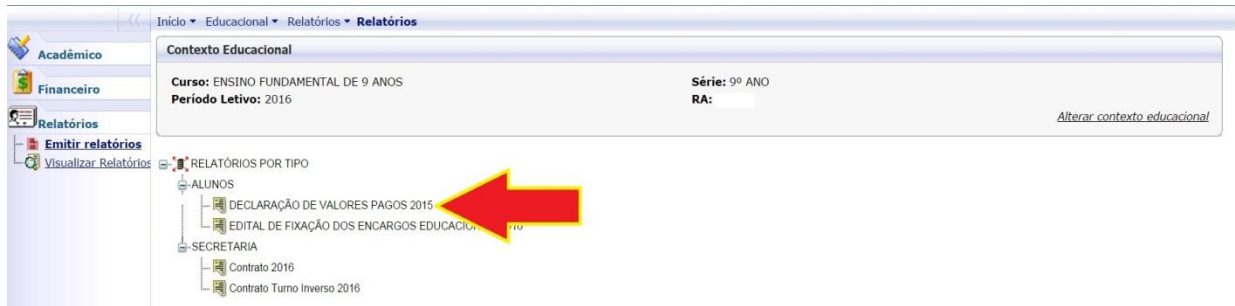 Início Educacional Relatórios Relatórios
Acadêmico
Financeiro
Relatórios
Emitir relatórios
Visualizar Relatórios
Contexto Educacional
Curso: ENSINO FUNDAMENTAL DE 9 ANOS
Série: 9º ANO
Período Letivo: 2016
RA:
Alterar contexto educacional
RELATÓRIOS POR TIPO
ALUNOS
DECLARAÇÃO DE VALORES PAGOS 2015
EDITAL DE FIXAÇÃO DOS ENCARGOS
SECRETARIA
Contrato 2016
Contrato Turno Inverso 2016